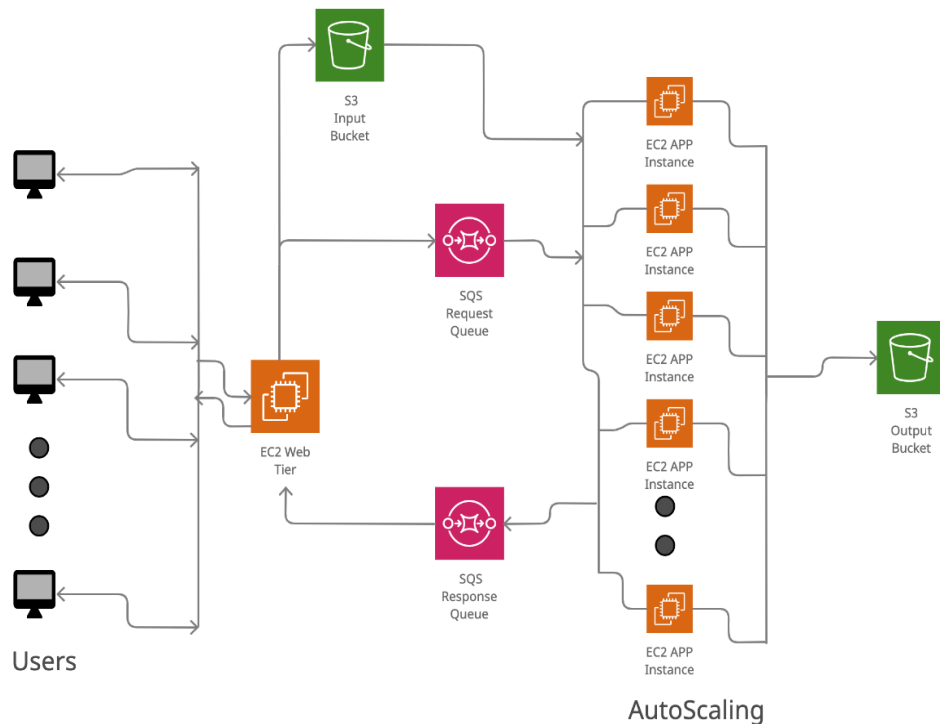 S3
Input
Bucket
EC2 APP
Instance
EC2 APP
Instance
SQS
Request
Queue
EC2 APP
Instance
S3
Output
Bucket
EC2 Web
Tier
EC2 APP
Instance
SQS
Response
Queue
EC2 APP
Instance
Users
AutoScaling